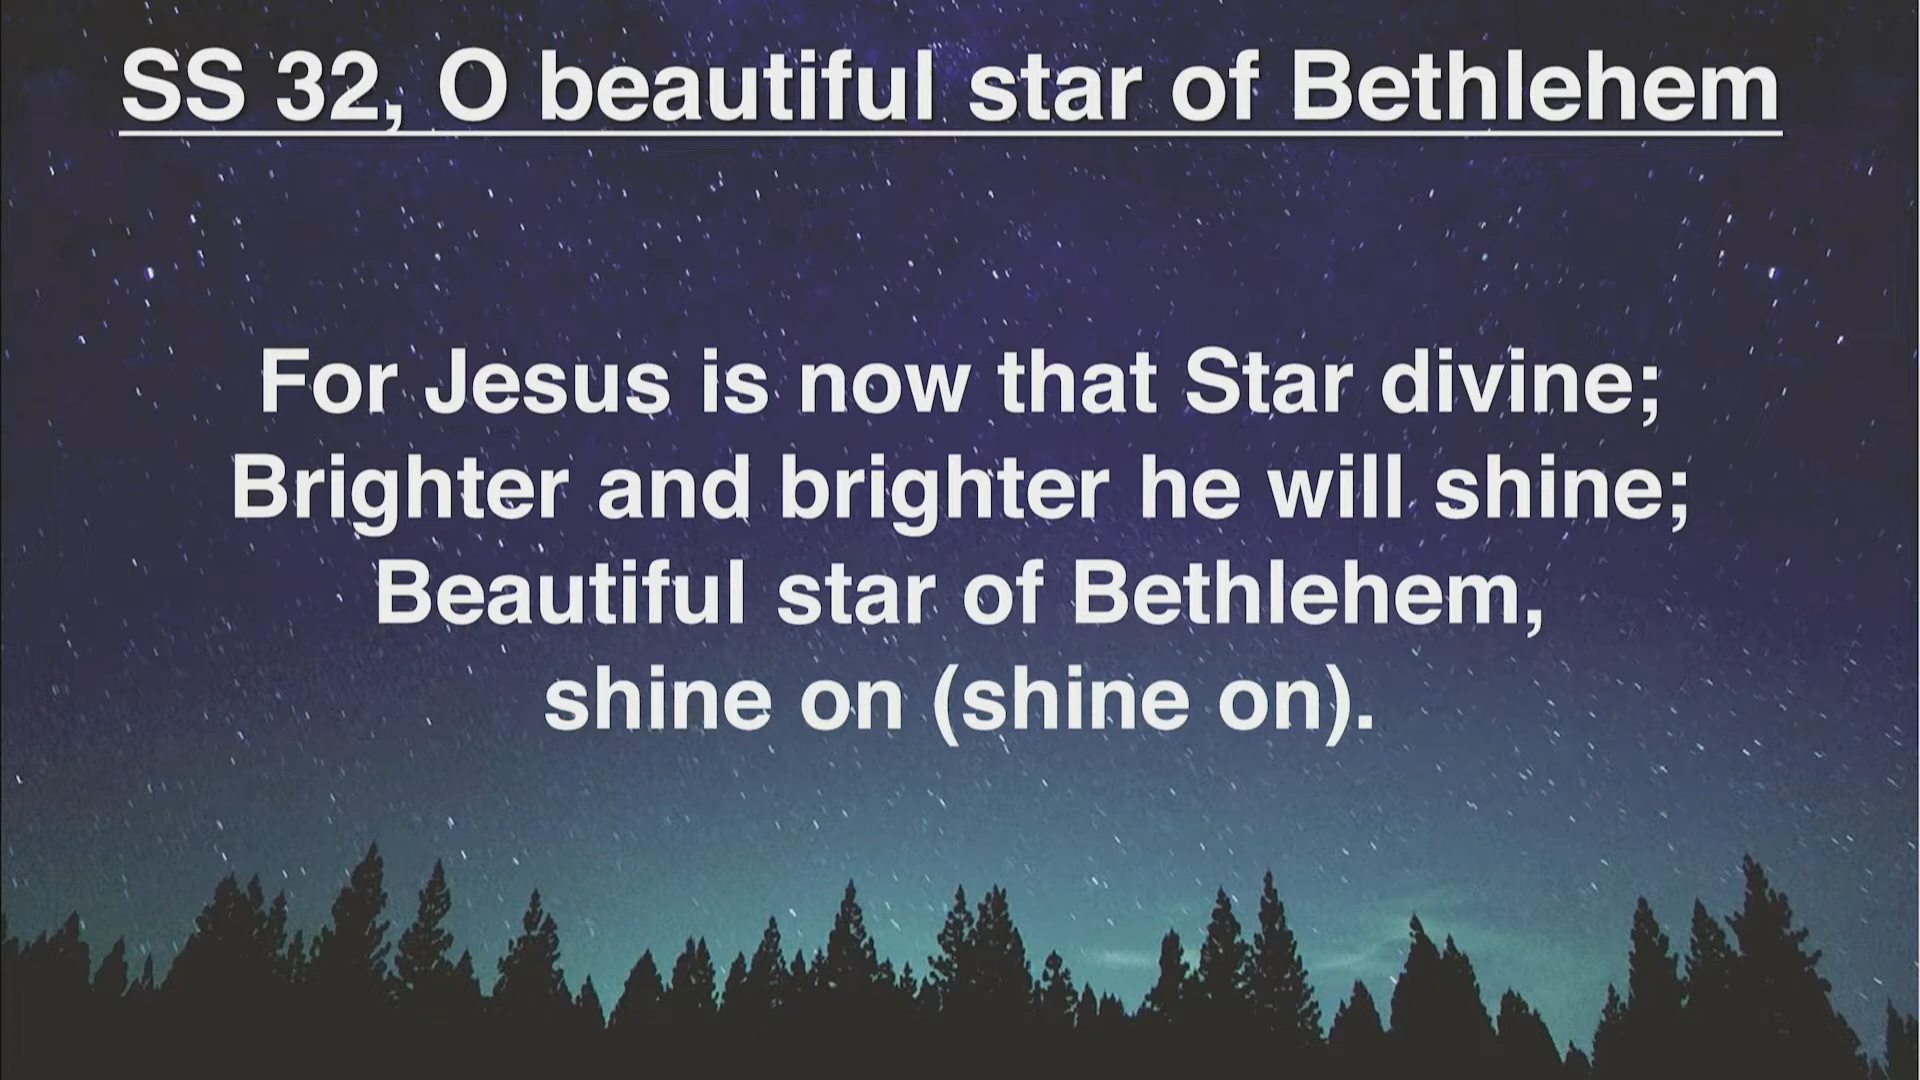 SS 32, O beautiful star of Bethlehem
For Jesus is now that Star divine;
Brighter and brighter he will shine;
Beautiful star of Bethlehem,
shine on (shine on).